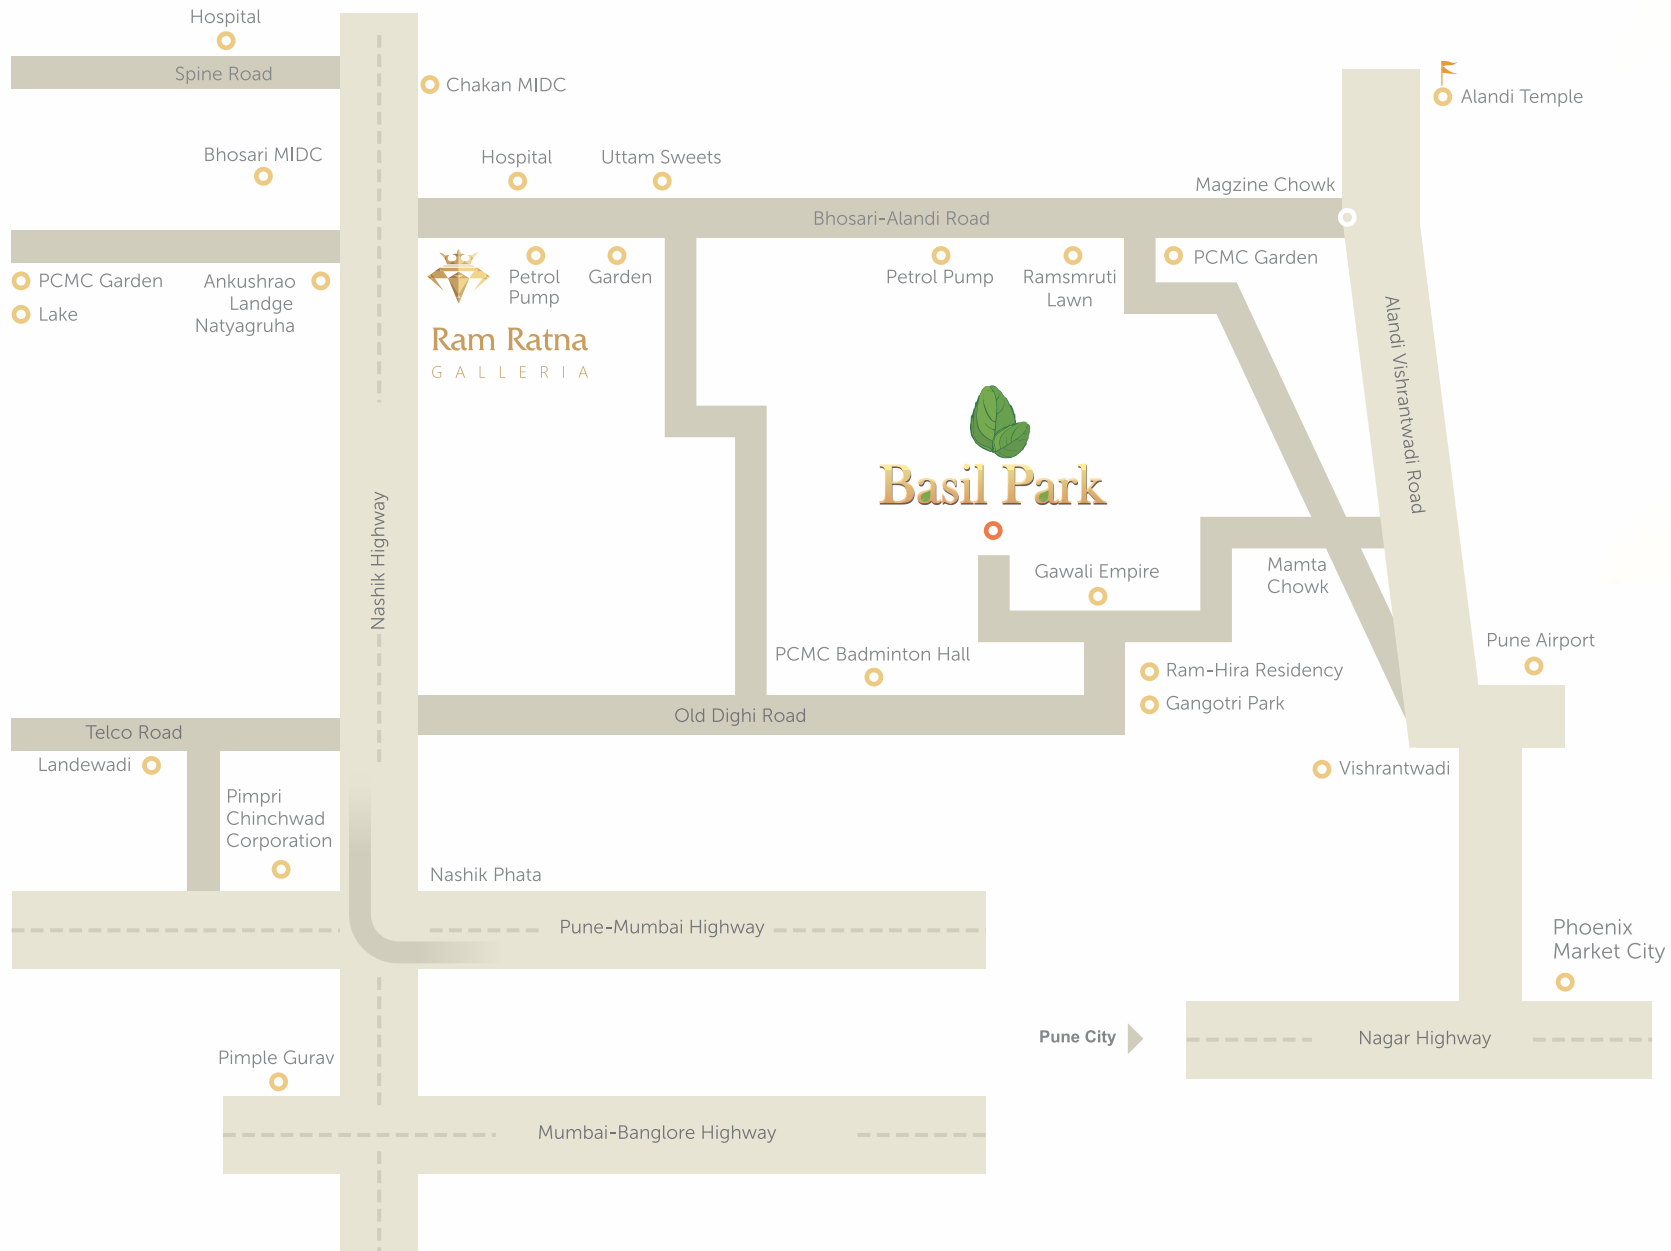 Hospital
Spine Road
Chakan MIDC
Alandi Temple
Bhosari MIDC
Hospital
Uttam Sweets
Magzine Chowk
Bhosari-Alandi Road
PCMC Garden
Lake
Ankushrao
Landge
Natyagruha
Petrol
Pump
Garden
Petrol Pump
Ramsmruti
Lawn
PCMC Garden
Ram Ratna
GALLERIA
Alandi Vishrantwadi Road
Basil Park
Nashik Highway
Gawali Empire
Mamta
Chowk
PCMC Badminton Hall
Ram-Hira Residency
Gangotri Park
Pune Airport
Old Dighi Road
Telco Road
Landewadi
Vishrantwadi
Pimpri
Chinchwad
Corporation
Nashik Phata
Pune-Mumbai Highway
Phoenix
Market City
Pune City
Nagar Highway
Pimple Gurav
Mumbai-Banglore Highway